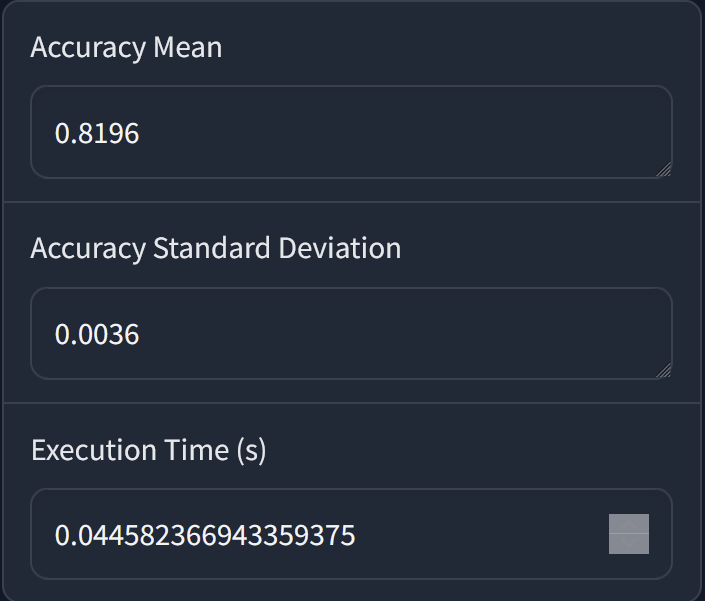 Accuracy Mean
0.8196
Accuracy Standard Deviation
0.0036
Execution Time (s)
0.044582366943359375